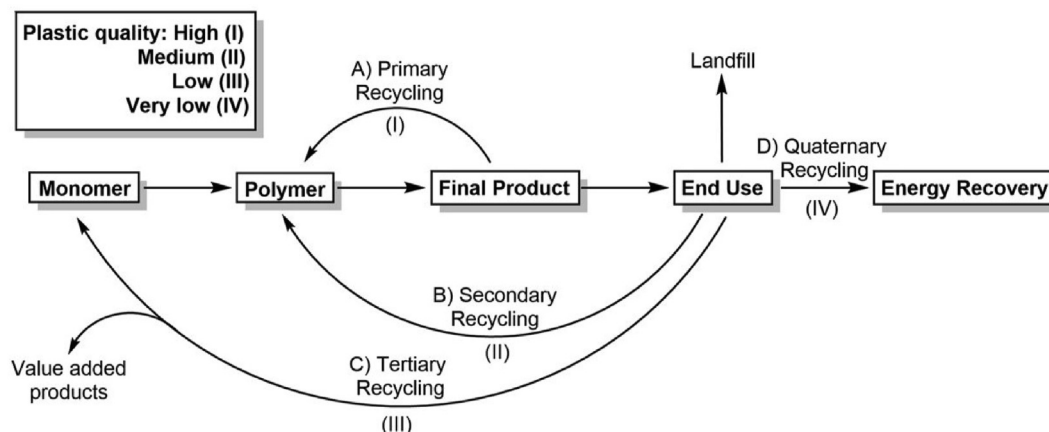 Plastic quality: High (I)
Medium (II)
Low (III)
Very low (IV)
A) Primary
Recycling
(I)
Landfill
D) Quaternary
Recycling
(IV)
Monomer
Polymer
Final Product
End Use
Energy Recovery
B) Secondary
Recycling
(II)
Value added
products
C) Tertiary
Recycling
(III)